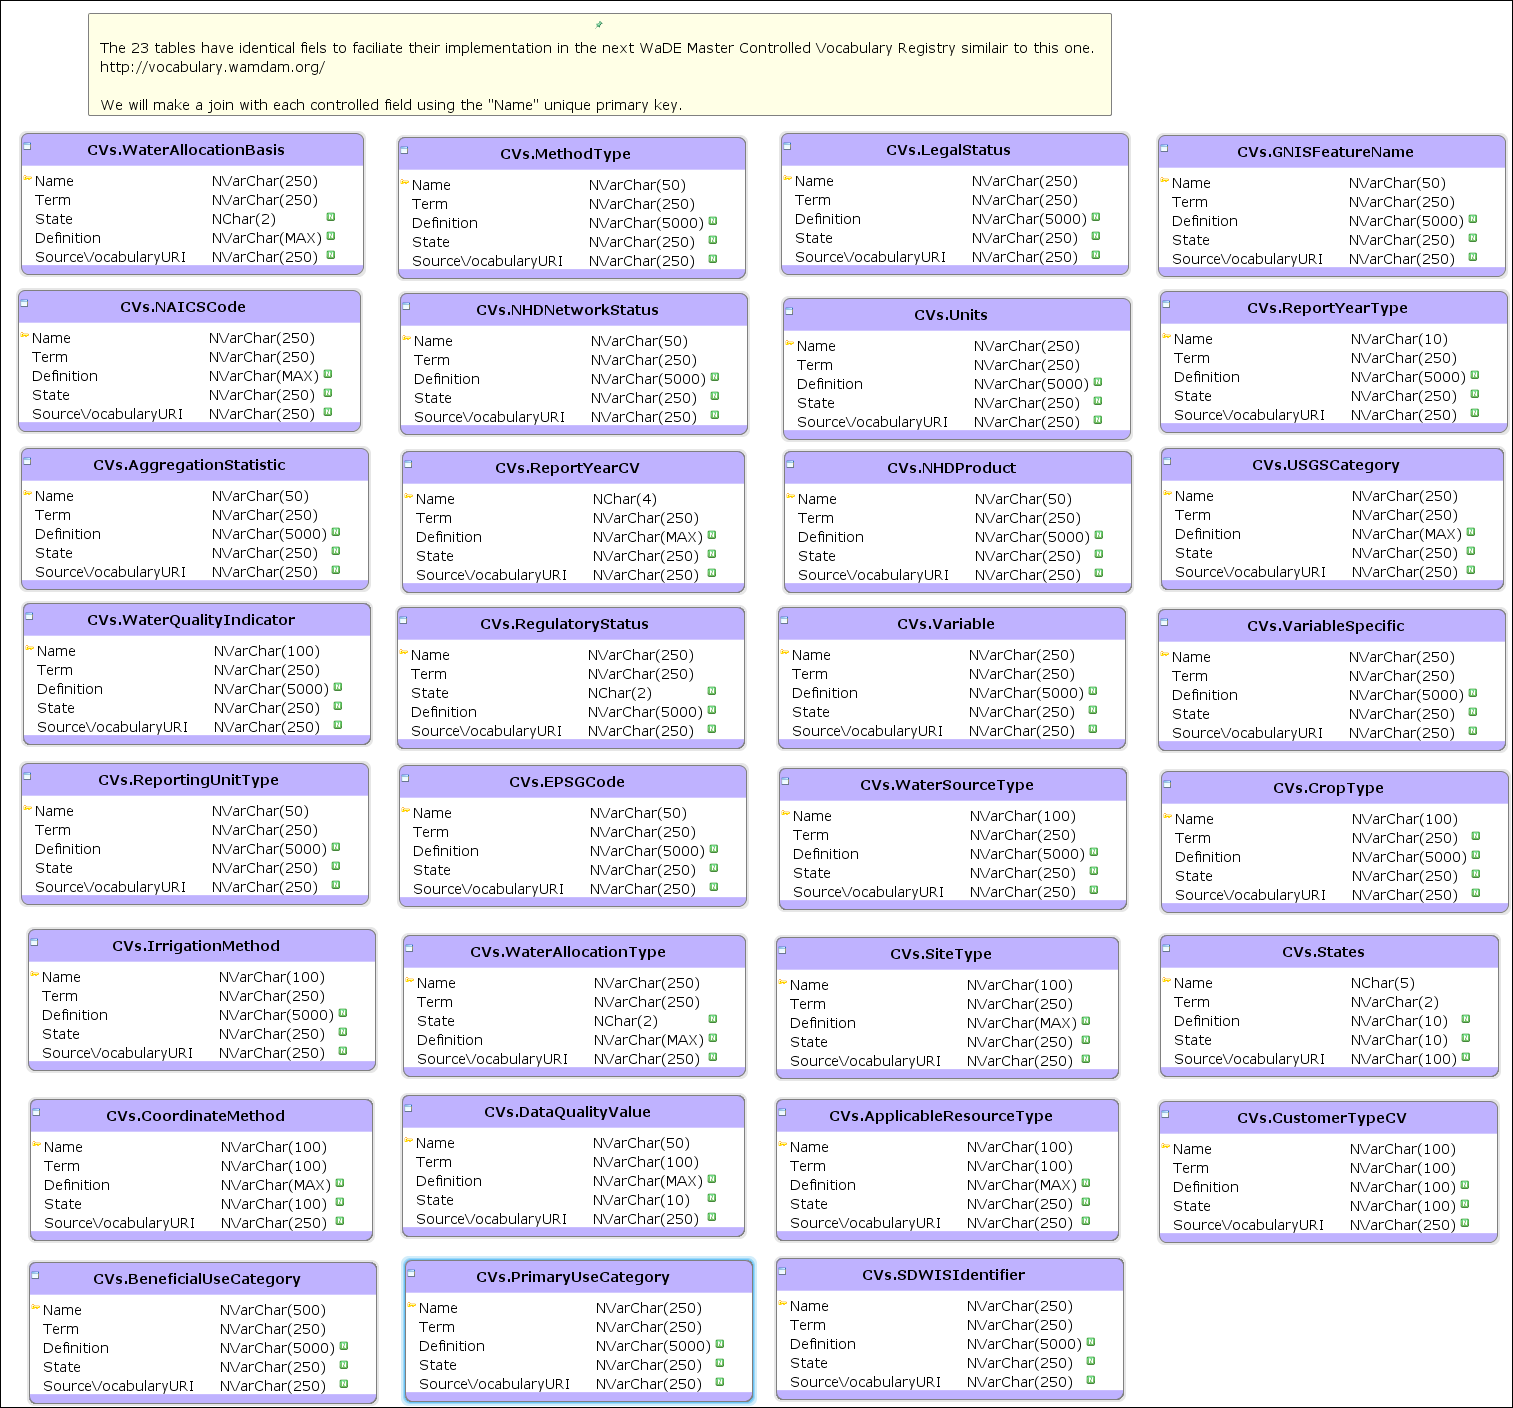 The 23 tables have identical fiels to faciliate their implementation in the next WaDE Master Controlled Vocabulary Registry similair to this one.
http://vocabulary.wamdam.org/
We will make a join with each controlled field using the "Name" unique primary key.
CVs.WaterAllocationBasis
Name NVarChar(250)
Term NVarChar(250)
State NChar(2) N
Definition NVarChar(MAX) N
SourceVocabularyURI NVarChar(250) N
CVs.MethodType
Name NVarChar(50)
Term NVarChar(250)
Definition NVarChar(5000) N
State NVarChar(250) N
SourceVocabularyURI NVarChar(250) N
CVs.LegalStatus
Name NVarChar(250)
Term NVarChar(250)
Definition NVarChar(5000) N
State NVarChar(250) N
SourceVocabularyURI NVarChar(250) N
CVs.GNISFeatureName
Name NVarChar(50)
Term NVarChar(250)
Definition NVarChar(5000) N
State NVarChar(250) N
SourceVocabularyURI NVarChar(250) N
CVs.NAICSCode
Name NVarChar(250)
Term NVarChar(250)
Definition NVarChar(MAX) N
State NVarChar(250) N
SourceVocabularyURI NVarChar(250) N
CVs.NHDNetworkStatus
Name NVarChar(50)
Term NVarChar(250)
Definition NVarChar(5000) N
State NVarChar(250) N
SourceVocabularyURI NVarChar(250) N
CVs.Units
Name NVarChar(250)
Term NVarChar(250)
Definition NVarChar(5000) N
State NVarChar(250) N
SourceVocabularyURI NVarChar(250) N
CVs.ReportYearType
Name NVarChar(10)
Term NVarChar(250)
Definition NVarChar(5000) N
State NVarChar(250) N
SourceVocabularyURI NVarChar(250) N
CVs.AggregationStatistic
Name NVarChar(50)
Term NVarChar(250)
Definition NVarChar(5000) N
State NVarChar(250) N
SourceVocabularyURI NVarChar(250) N
CVs.ReportYearCV
Name NChar(4)
Term NVarChar(250)
Definition NVarChar(MAX) N
State NVarChar(250) N
SourceVocabularyURI NVarChar(250) N
CVs.NHDProduct
Name NVarChar(50)
Term NVarChar(250)
Definition NVarChar(5000) N
State NVarChar(250) N
SourceVocabularyURI NVarChar(250) N
CVs.USGSCategory
Name NVarChar(250)
Term NVarChar(250)
Definition NVarChar(MAX) N
State NVarChar(250) N
SourceVocabularyURI NVarChar(250) N
CVs.WaterQualityIndicator
Name NVarChar(100)
Term NVarChar(250)
Definition NVarChar(5000) N
State NVarChar(250) N
SourceVocabularyURI NVarChar(250) N
CVs.RegulatoryStatus
Name NVarChar(250)
Term NVarChar(250)
State NChar(2) N
Definition NVarChar(5000) N
SourceVocabularyURI NVarChar(250) N
CVs.Variable
Name NVarChar(250)
Term NVarChar(250)
Definition NVarChar(5000) N
State NVarChar(250) N
SourceVocabularyURI NVarChar(250) N
CVs.VariableSpecific
Name NVarChar(250)
Term NVarChar(250)
Definition NVarChar(5000) N
State NVarChar(250) N
SourceVocabularyURI NVarChar(250) N
CVs.ReportingUnitType
Name NVarChar(50)
Term NVarChar(250)
Definition NVarChar(5000) N
State NVarChar(250) N
SourceVocabularyURI NVarChar(250) N
CVs.EPSGCode
Name NVarChar(50)
Term NVarChar(250)
Definition NVarChar(5000) N
State NVarChar(250) N
SourceVocabularyURI NVarChar(250) N
CVs.WaterSourceType
Name NVarChar(100)
Term NVarChar(250)
Definition NVarChar(5000) N
State NVarChar(250) N
SourceVocabularyURI NVarChar(250) N
CVs.CropType
Name NVarChar(100)
Term NVarChar(250) N
Definition NVarChar(5000) N
State NVarChar(250) N
SourceVocabularyURI NVarChar(250) N
CVs.IrrigationMethod
Name NVarChar(100)
Term NVarChar(250)
Definition NVarChar(5000) N
State NVarChar(250) N
SourceVocabularyURI NVarChar(250) N
CVs.WaterAllocationType
Name NVarChar(250)
Term NVarChar(250)
State NChar(2) N
Definition NVarChar(MAX) N
SourceVocabularyURI NVarChar(250) N
CVs.SiteType
Name NVarChar(100)
Term NVarChar(250)
Definition NVarChar(MAX) N
State NVarChar(250) N
SourceVocabularyURI NVarChar(250) N
CVs.States
Name NChar(5)
Term NVarChar(2)
Definition NVarChar(10) N
State NVarChar(10) N
SourceVocabularyURI NVarChar(100) N
CVs.CoordinateMethod
Name NVarChar(100)
Term NVarChar(100)
Definition NVarChar(MAX) N
State NVarChar(100) N
SourceVocabularyURI NVarChar(250) N
CVs.DataQualityValue
Name NVarChar(50)
Term NVarChar(100)
Definition NVarChar(MAX) N
State NVarChar(10) N
SourceVocabularyURI NVarChar(250) N
CVs.ApplicableResourceType
Name NVarChar(100)
Term NVarChar(100)
Definition NVarChar(MAX) N
State NVarChar(250) N
SourceVocabularyURI NVarChar(250) N
CVs.CustomerTypeCV
Name NVarChar(100)
Term NVarChar(100)
Definition NVarChar(100) N
State NVarChar(100) N
SourceVocabularyURI NVarChar(250) N
CVs.BeneficialUseCategory
Name NVarChar(500)
Term NVarChar(250)
Definition NVarChar(5000) N
State NVarChar(250) N
SourceVocabularyURI NVarChar(250) N
CVs.PrimaryUseCategory
Name NVarChar(250)
Term NVarChar(250)
Definition NVarChar(5000) N
State NVarChar(250) N
SourceVocabularyURI NVarChar(250) N
CVs.SDWISIdentifier
Name NVarChar(250)
Term NVarChar(250)
Definition NVarChar(5000) N
State NVarChar(250) N
SourceVocabularyURI NVarChar(250) N